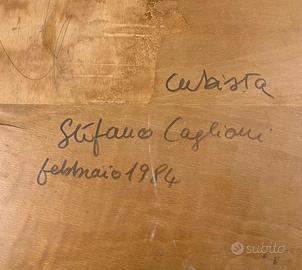 Cubista
Stefano Caglioni
febbraio 1984
subito